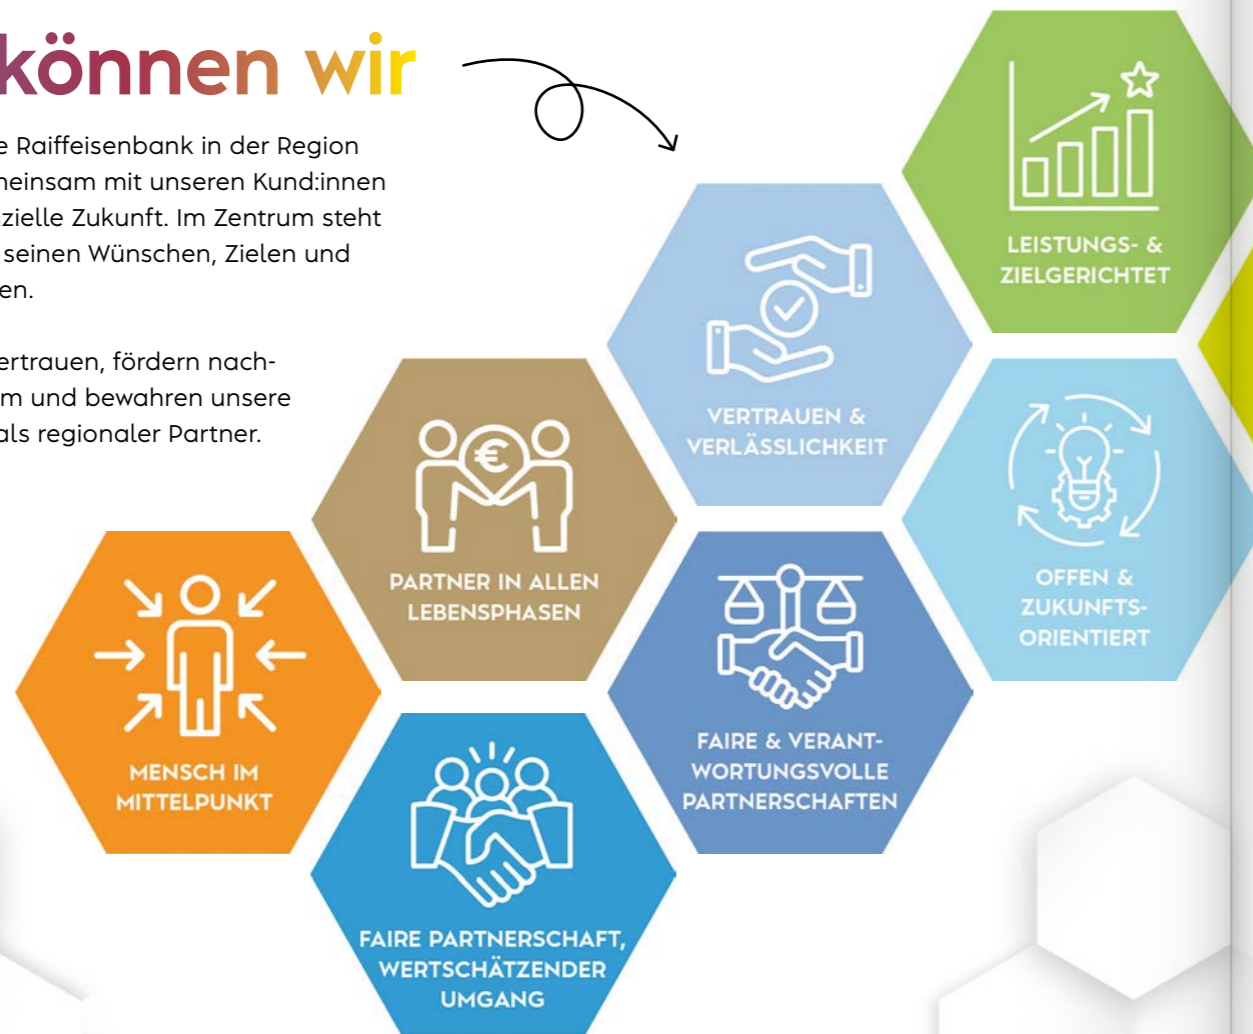 können wir
e Raiffeisenbank in der Region
meinsam mit unseren Kund:innen
zielle Zukunft. Im Zentrum steht
seinen Wünschen, Zielen und
en.
ertrauen, fördern nach-
m und bewahren unsere
als regionaler Partner.
LEISTUNGS- &
ZIELGERICHTET
VERTRAUEN &
VERLÄSSLICHKEIT
OFFEN &
ZUKUNFTS-
ORIENTIERT
€
PARTNER IN ALLEN
LEBENSPHASEN
FAIRE & VERANT-
WORTUNGSVOLLE
PARTNERSCHAFTEN
MENSCH IM
MITTELPUNKT
FAIRE PARTNERSCHAFT,
WERTSCHÄTZENDER
UMGANG